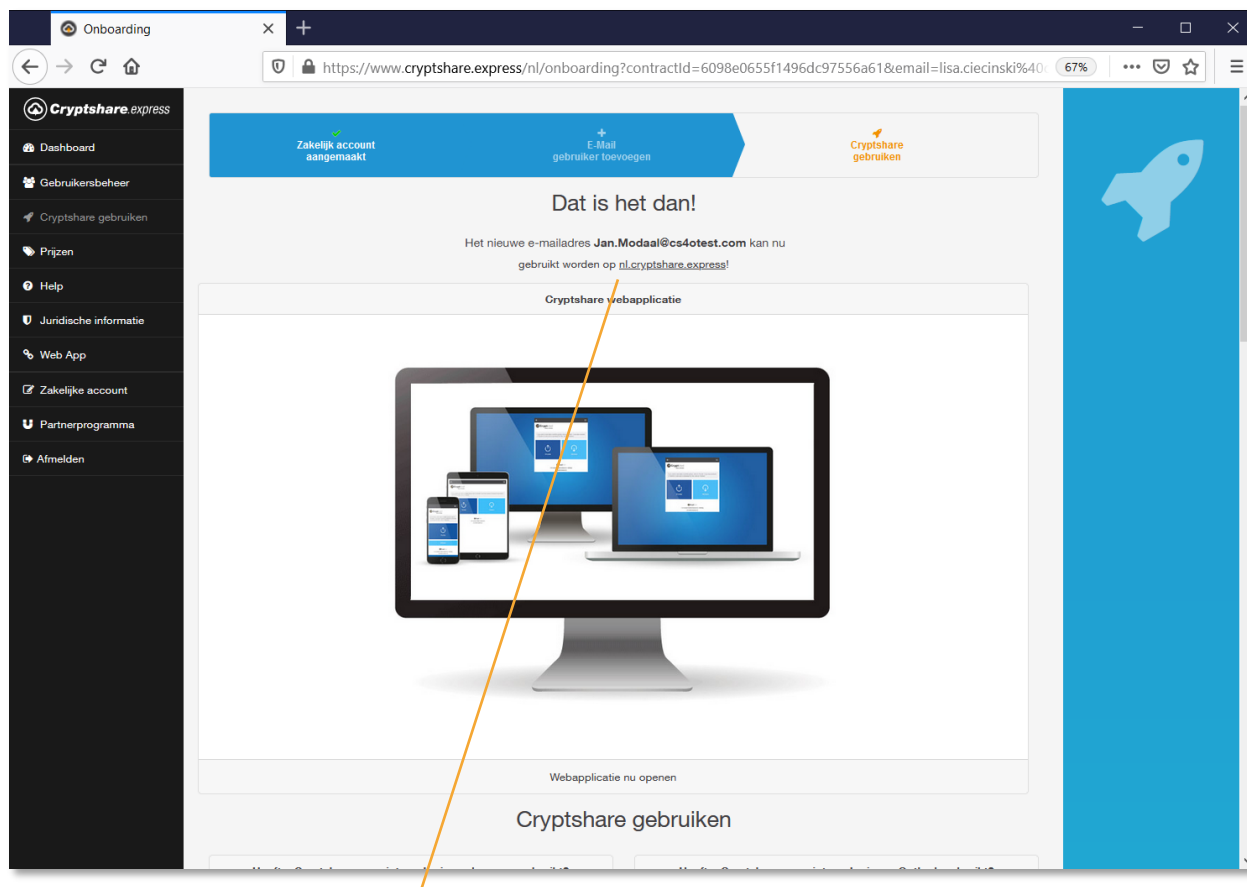 Onboarding
https://www.cryptshare.express/nl/onboarding?contractId=6098e0655f1496dc97556a61&email=lisa.ciecinski%40
67%
Cryptshare.express
Dashboard
Gebruikersbeheer
Cryptshare gebruiken
Prijzen
Help
Juridische informatie
Web App
Zakelijke account
Partnerprogramma
Afmelden
Zakelijk account
aangemaakt
E-Mail
gebruiker toevoegen
Cryptshare
gebruiken
Dat is het dan!
Het nieuwe e-mailadres Jan.Modaal@cs4otest.com kan nu
gebruikt worden op nl.cryptshare.express!
Cryptshare webapplicatie
Webapplicatie nu openen
Cryptshare gebruiken